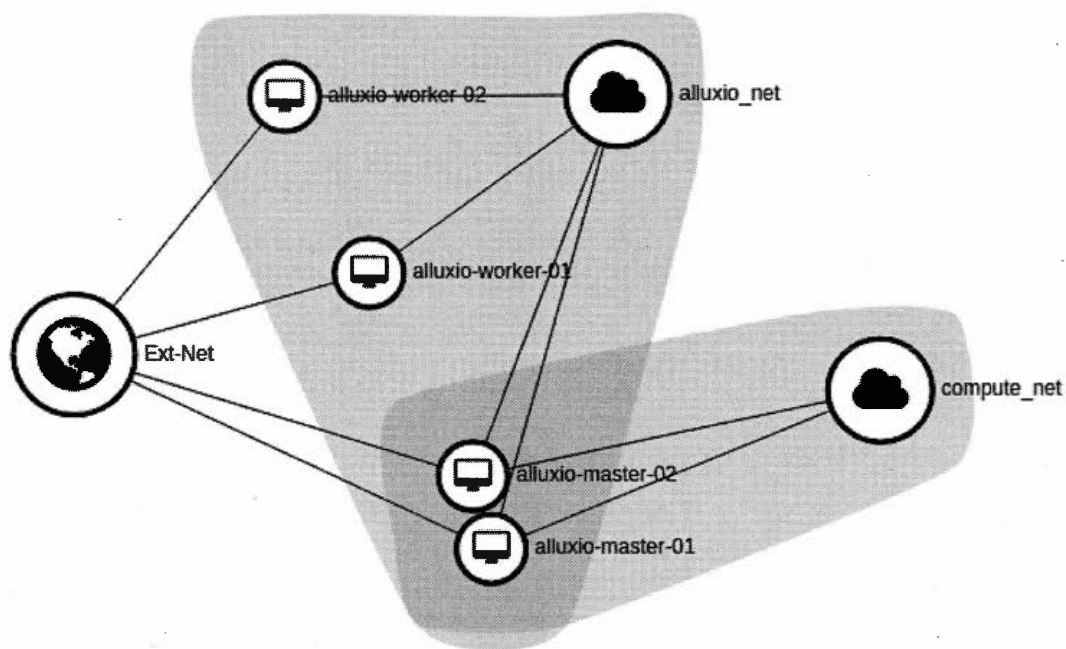 alluxio-worker-02
alluxio_net
alluxio-worker-01
Ext-Net
compute_net
alluxio-master-02
alluxio-master-01